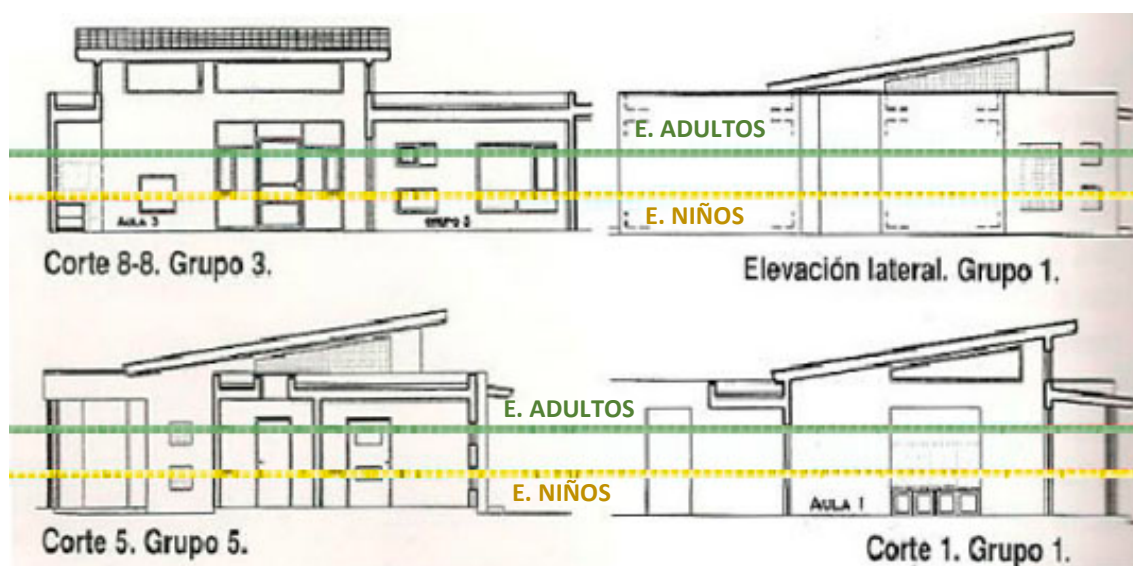 E. ADULTOS
E. NIÑOS
AULA 3
GRUPO 3
Corte 8-8. Grupo 3.
Elevación lateral. Grupo 1.
E. ADULTOS
E. NIÑOS
AULA 1
Corte 5. Grupo 5.
Corte 1. Grupo 1.